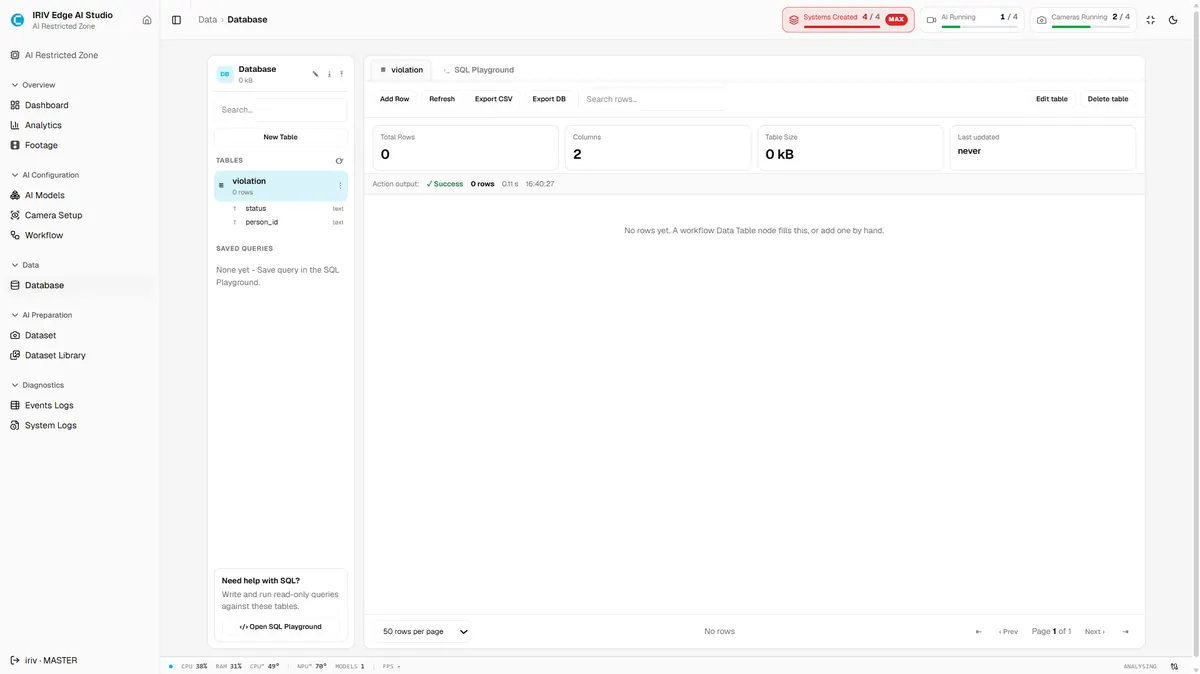 IRIV Edge AI Studio
AI Restricted Zone
AI Restricted Zone
Overview
Dashboard
Analytics
Footage
AI Configuration
AI Models
Camera Setup
Workflow
Data
Database
AI Preparation
Dataset
Dataset Library
Diagnostics
Events Logs
System Logs
iriv · MASTER
Data › Database
Systems Created 4 / 4 MAX
AI Running 1 / 4
Cameras Running 2 / 4
DB Database
0 kB
Search...
New Table
TABLES
violation
0 rows
status text
person_id text
SAVED QUERIES
None yet - Save query in the SQL
Playground.
Need help with SQL?
Write and run read-only queries
against these tables.
</> Open SQL Playground
violation
SQL Playground
Add Row Refresh Export CSV Export DB Search rows... Edit table Delete table
Total Rows
0
Columns
2
Table Size
0 kB
Last updated
never
Action output: ✓ Success 0 rows 0.11 s 16:40:27
No rows yet. A workflow Data Table node fills this, or add one by hand.
50 rows per page No rows ‹ Prev Page 1 of 1 Next ›
CPU 38% RAM 31% CPU° 49° NPU° 70° MODELS 1 FPS - ANALYSING